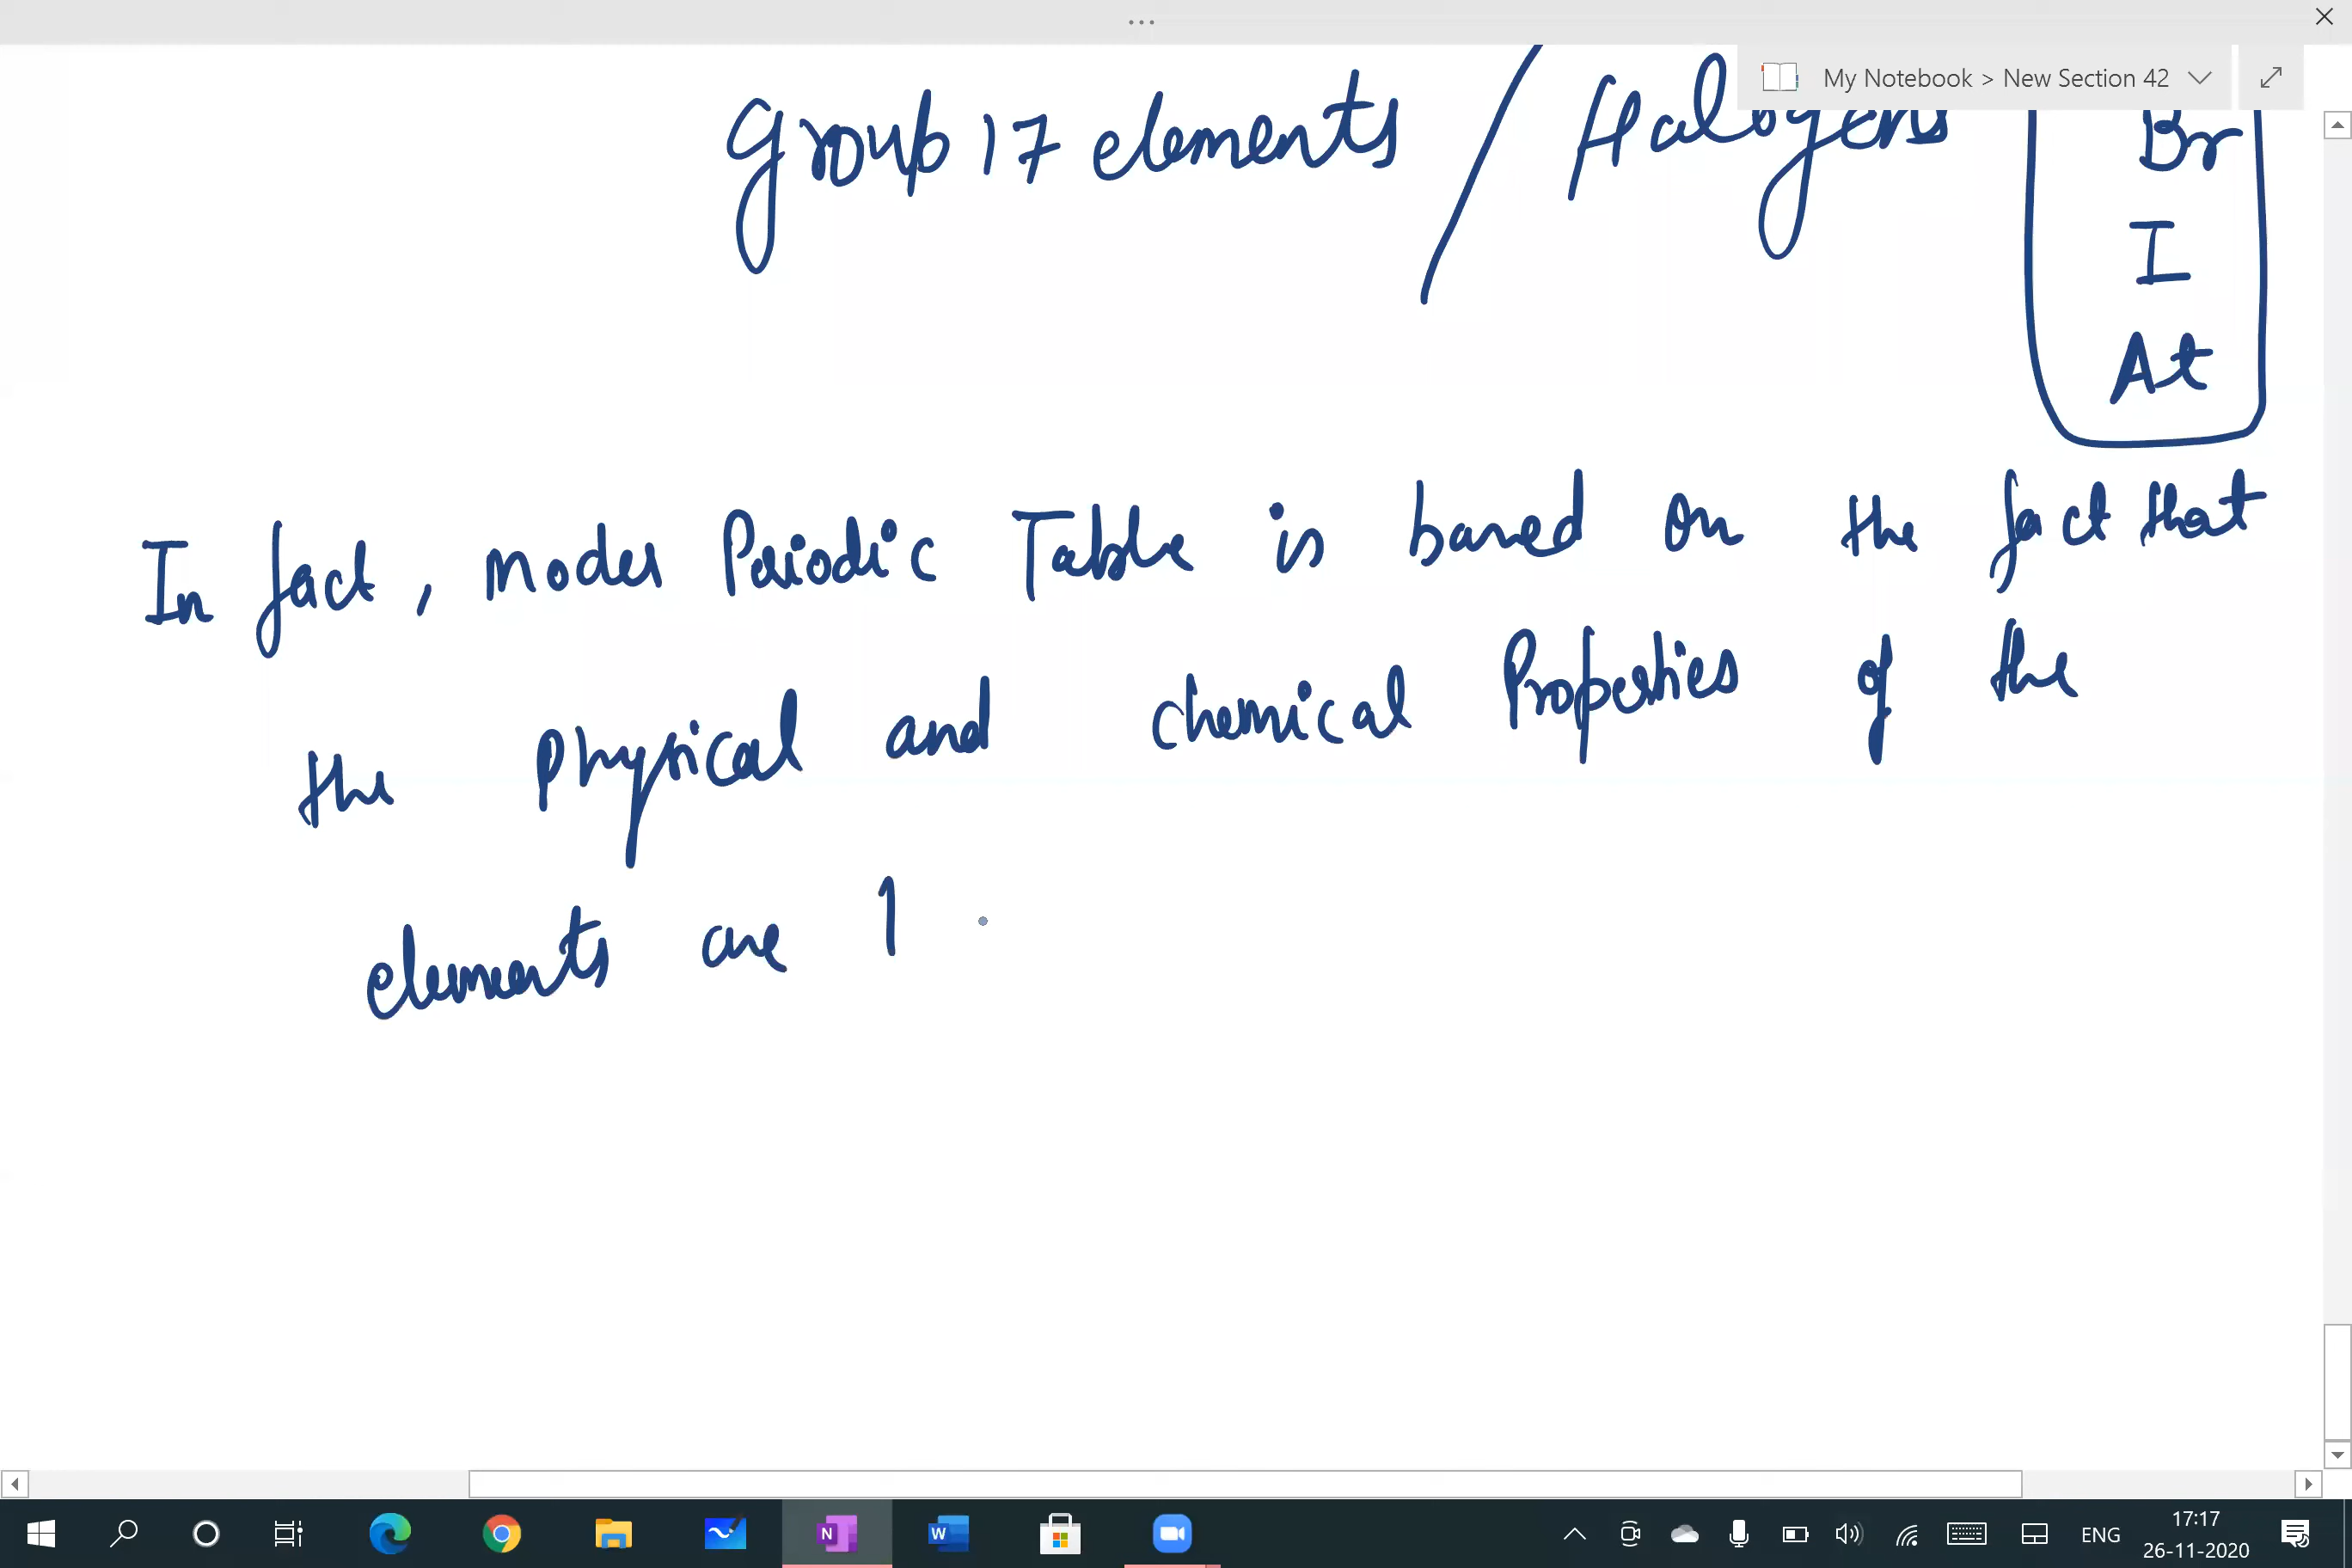 ...
My Notebook > New Section 42
group 17 elements / Halogens
Br
I
At
In fact, moder Periodic Table is based on the fact that
the physical and chemical Properties of the
elements are
N
W
ENG
17:17
26-11-2020